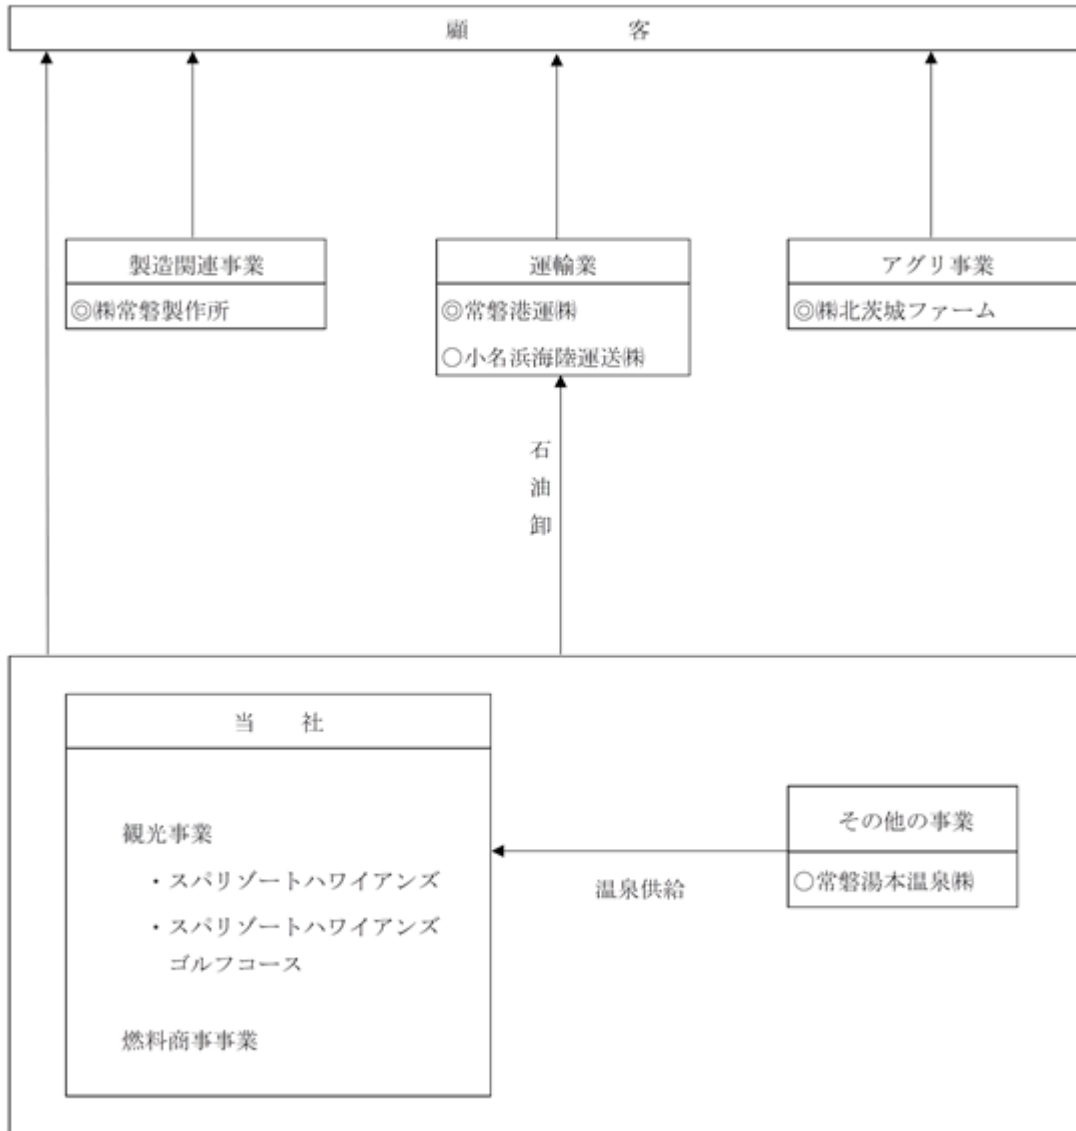 顧 客
製造関連事業
◎㈱常磐製作所
運輸業
◎常磐港運㈱
○小名浜海陸運送㈱
アグリ事業
◎㈱北茨城ファーム
石油卸
当 社
観光事業
・スパリゾートハワイアンズ
・スパリゾートハワイアンズ
ゴルフコース
燃料商事事業
温泉供給
その他の事業
○常磐湯本温泉㈱